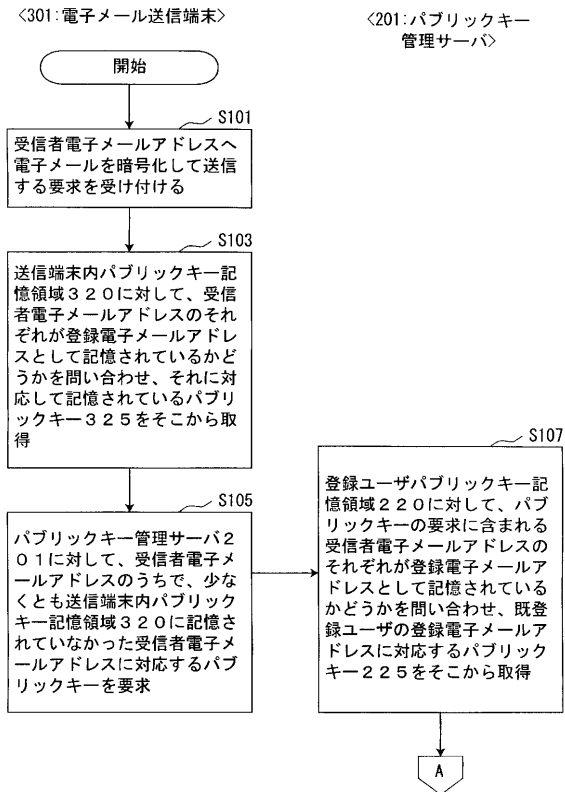 〈301:電子メール送信端末〉
〈201:パブリックキー
管理サーバ〉
開始
S101
受信者電子メールアドレスへ
電子メールを暗号化して送信
する要求を受け付ける
S103
送信端末内パブリックキー記
憶領域320に対して、受信
者電子メールアドレスのそれ
ぞれが登録電子メールアドレ
スとして記憶されているかど
うかを問い合わせ、それに対
応して記憶されているパブリ
ックキー325をそこから取
得
S105
パブリックキー管理サーバ2
01に対して、受信者電子メ
ールアドレスのうちで、少な
くとも送信端末内パブリック
キー記憶領域320に記憶さ
れていなかった受信者電子メ
ールアドレスに対応するパブ
リックキーを要求
S107
登録ユーザパブリックキー記
憶領域220に対して、パブ
リックキーの要求に含まれる
受信者電子メールアドレスの
それぞれが登録電子メールア
ドレスとして記憶されている
かどうかを問い合わせ、既登
録ユーザの登録電子メールア
ドレスに対応するパブリック
キー225をそこから取得
A